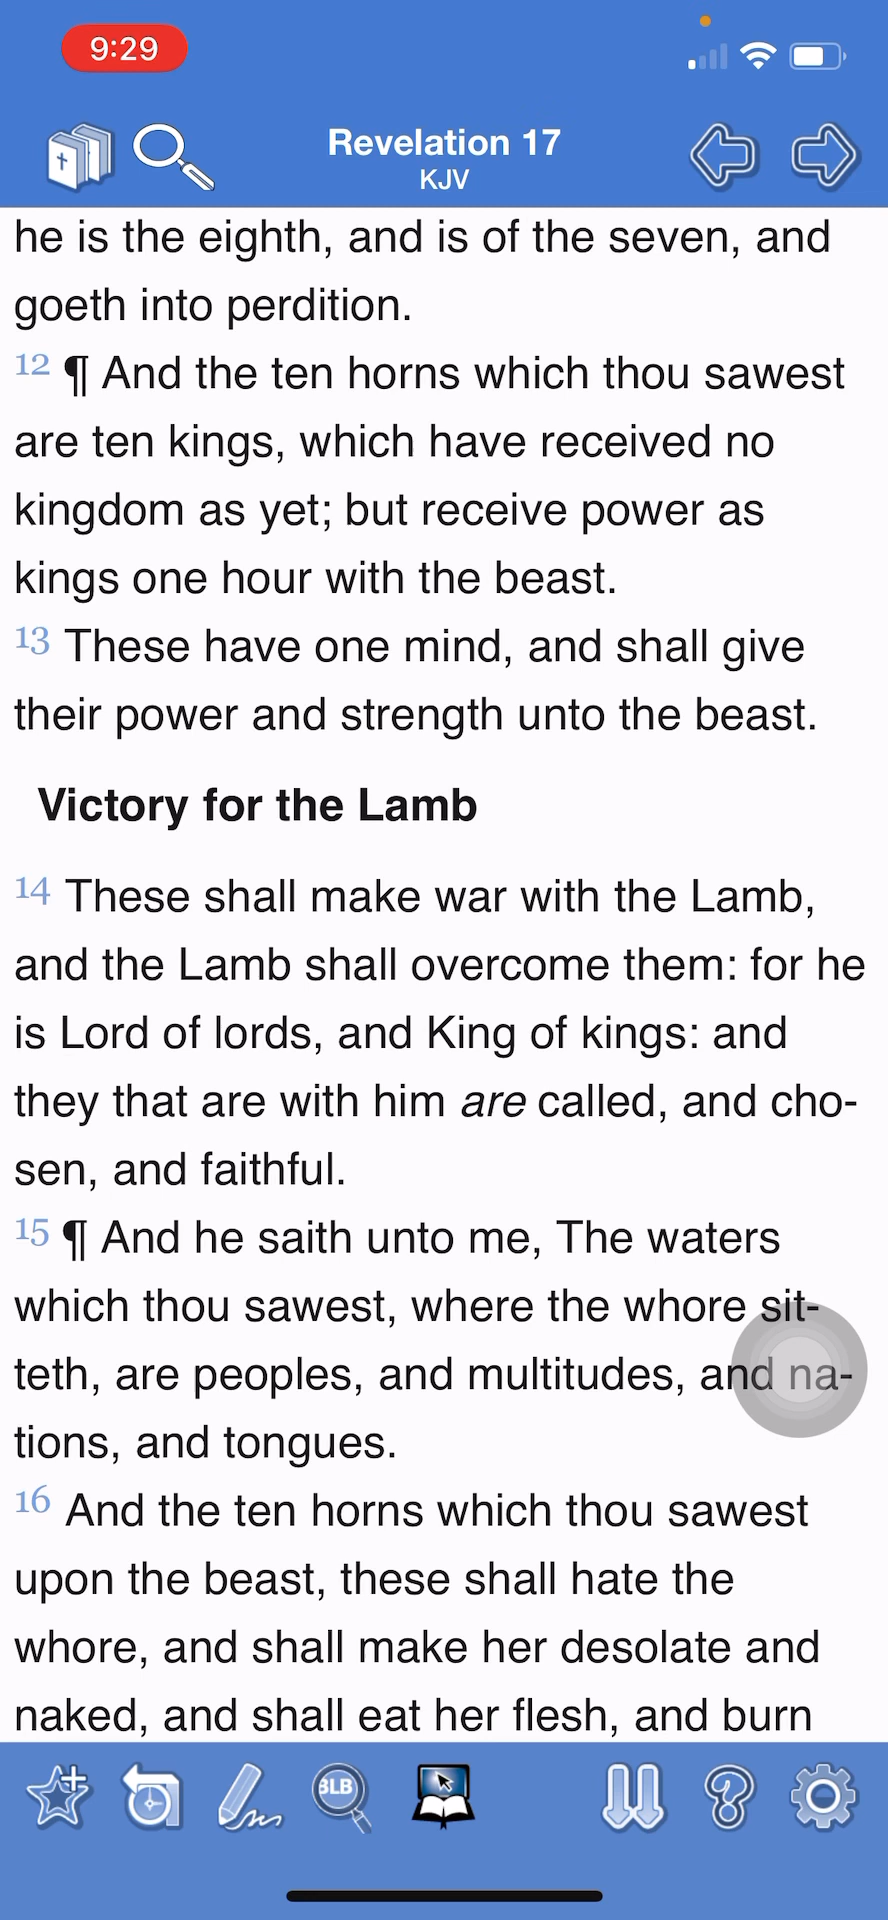 9:29
Revelation 17
KJV
he is the eighth, and is of the seven, and
goeth into perdition.
12 ¶ And the ten horns which thou sawest
are ten kings, which have received no
kingdom as yet; but receive power as
kings one hour with the beast.
13 These have one mind, and shall give
their power and strength unto the beast.
Victory for the Lamb
14 These shall make war with the Lamb,
and the Lamb shall overcome them: for he
is Lord of lords, and King of kings: and
they that are with him are called, and cho-
sen, and faithful.
15 ¶ And he saith unto me, The waters
which thou sawest, where the whore sit-
teth, are peoples, and multitudes, and na-
tions, and tongues.
16 And the ten horns which thou sawest
upon the beast, these shall hate the
whore, and shall make her desolate and
naked, and shall eat her flesh, and burn
BLB